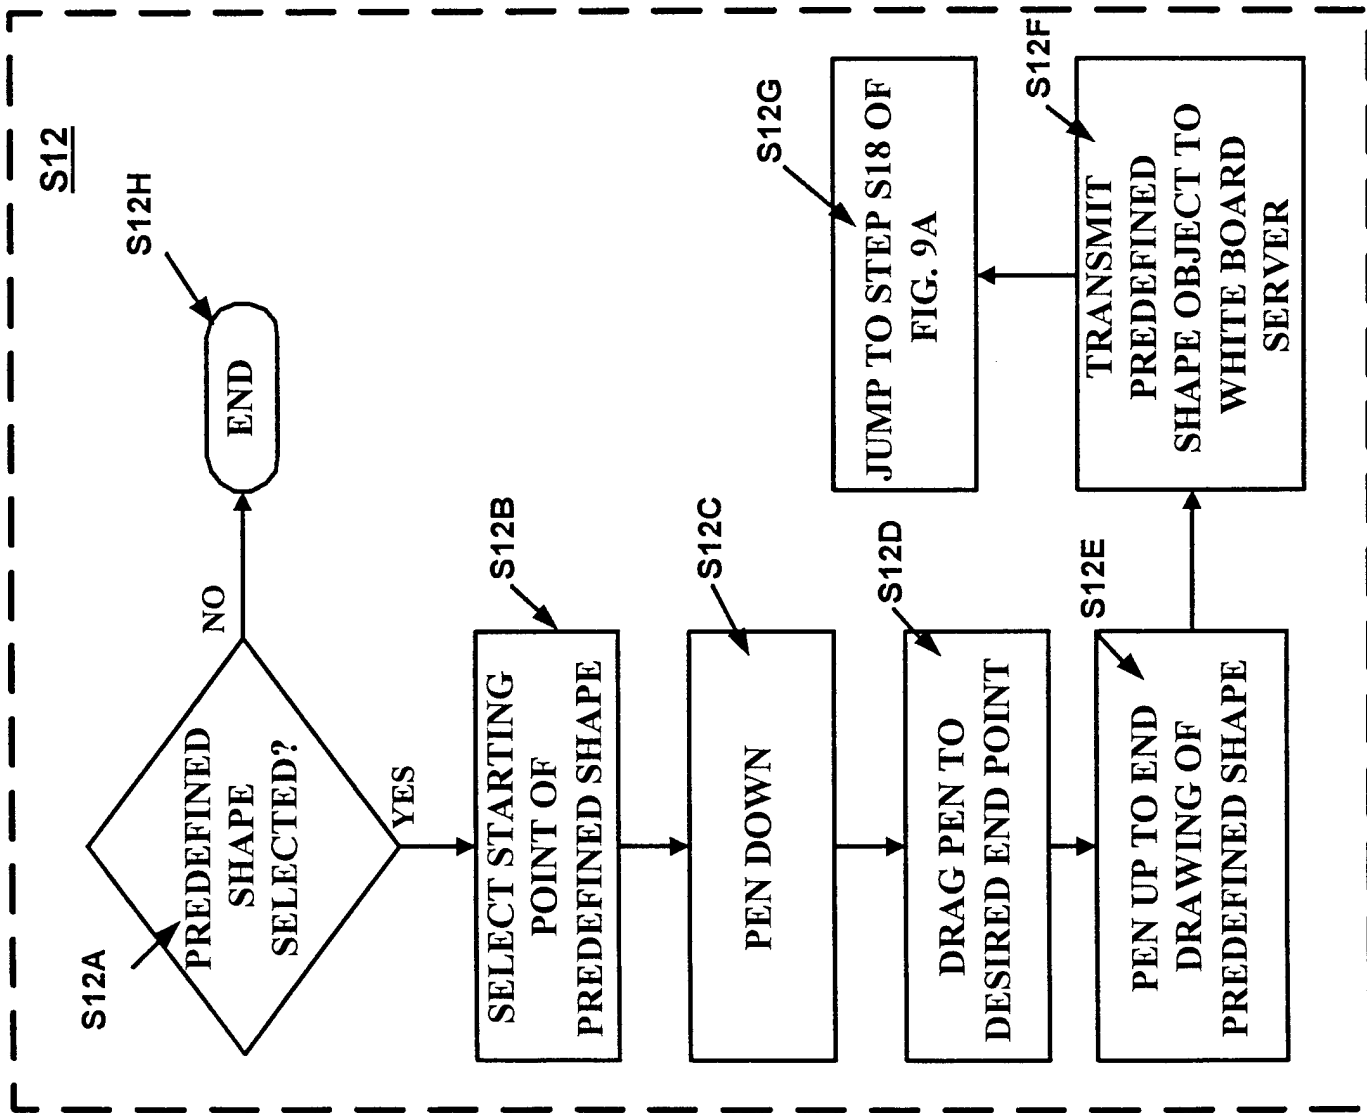 S12
S12A
PREDEFINED
SHAPE
SELECTED?
NO
S12H
END
YES
S12B
SELECT STARTING
POINT OF
PREDEFINED SHAPE
S12C
PEN DOWN
S12D
DRAG PEN TO
DESIRED END POINT
S12E
PEN UP TO END
DRAWING OF
PREDEFINED SHAPE
S12F
TRANSMIT
PREDEFINED
SHAPE OBJECT TO
WHITE BOARD
SERVER
S12G
JUMP TO STEP S18 OF
FIG. 9A